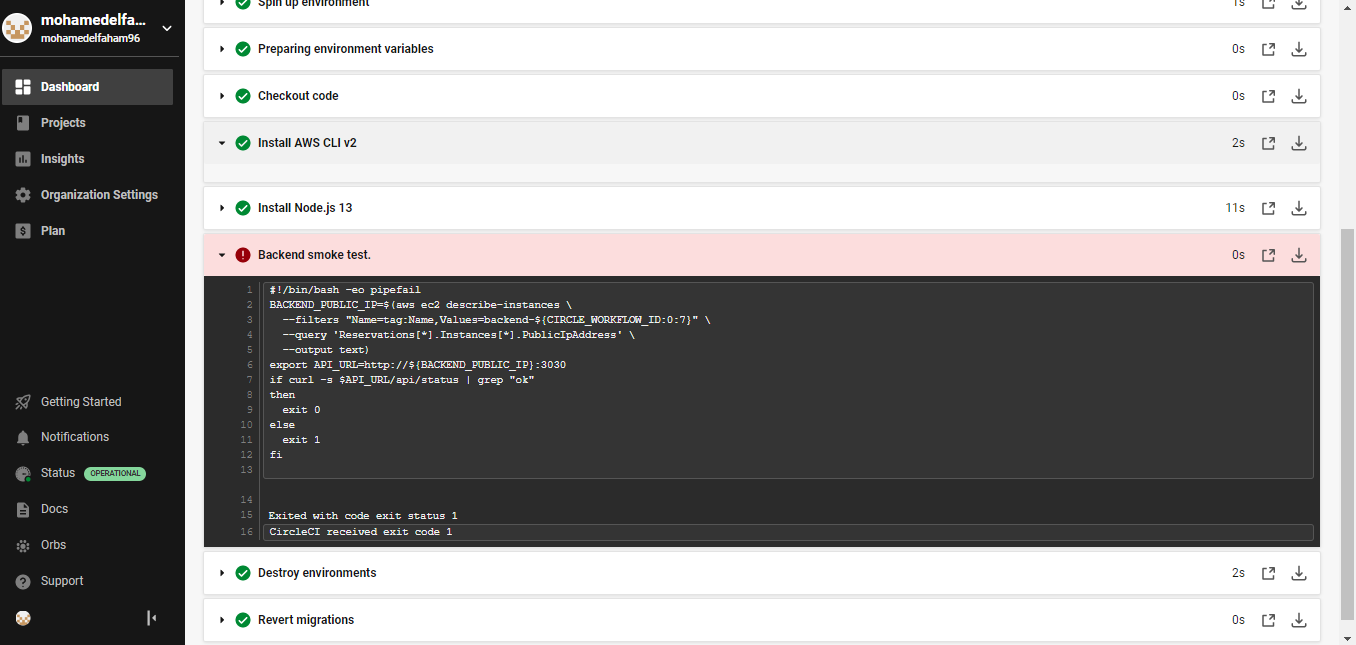 mohamedelfa...
mohamedelfaham96
Dashboard
Projects
Insights
Organization Settings
Plan
Getting Started
Notifications
Status OPERATIONAL
Docs
Orbs
Support
Spin up environment 1s
Preparing environment variables 0s
Checkout code 0s
Install AWS CLI v2 2s
Install Node.js 13 11s
Backend smoke test. 0s
1 #!/bin/bash -eo pipefail
2 BACKEND_PUBLIC_IP=$(aws ec2 describe-instances \
3 --filters "Name=tag:Name,Values=backend-${CIRCLE_WORKFLOW_ID:0:7}" \
4 --query 'Reservations[*].Instances[*].PublicIpAddress' \
5 --output text)
6 export API_URL=http://${BACKEND_PUBLIC_IP}:3030
7 if curl -s $API_URL/api/status | grep "ok"
8 then
9 exit 0
10 else
11 exit 1
12 fi
13
14
15 Exited with code exit status 1
16 CircleCI received exit code 1
Destroy environments 2s
Revert migrations 0s